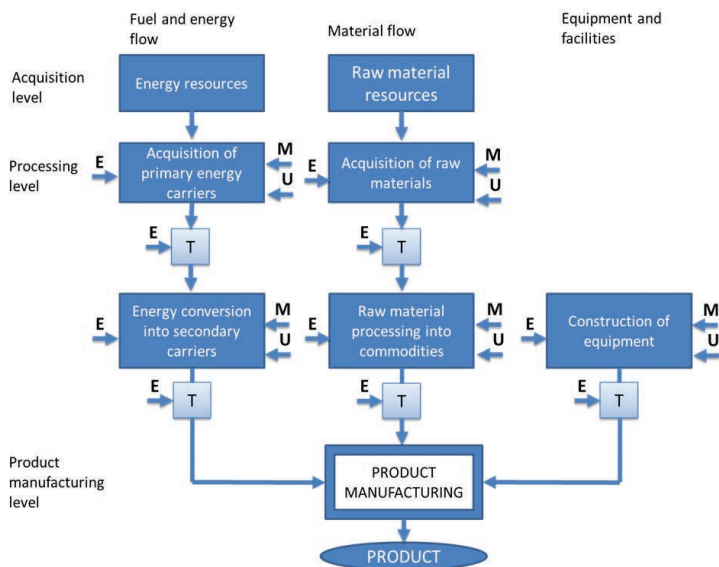 Fuel and energy
flow
Material flow
Equipment and
facilities
Acquisition
level
Energy resources
Raw material
resources
Processing
level
E
Acquisition of
primary energy
carriers
M
U
E
Acquisition of raw
materials
M
U
E
T
E
T
E
Energy conversion
into secondary
carriers
M
U
E
Raw material
processing into
commodities
M
U
E
Construction of
equipment
M
U
E
T
E
T
E
T
Product
manufacturing
level
PRODUCT
MANUFACTURING
PRODUCT